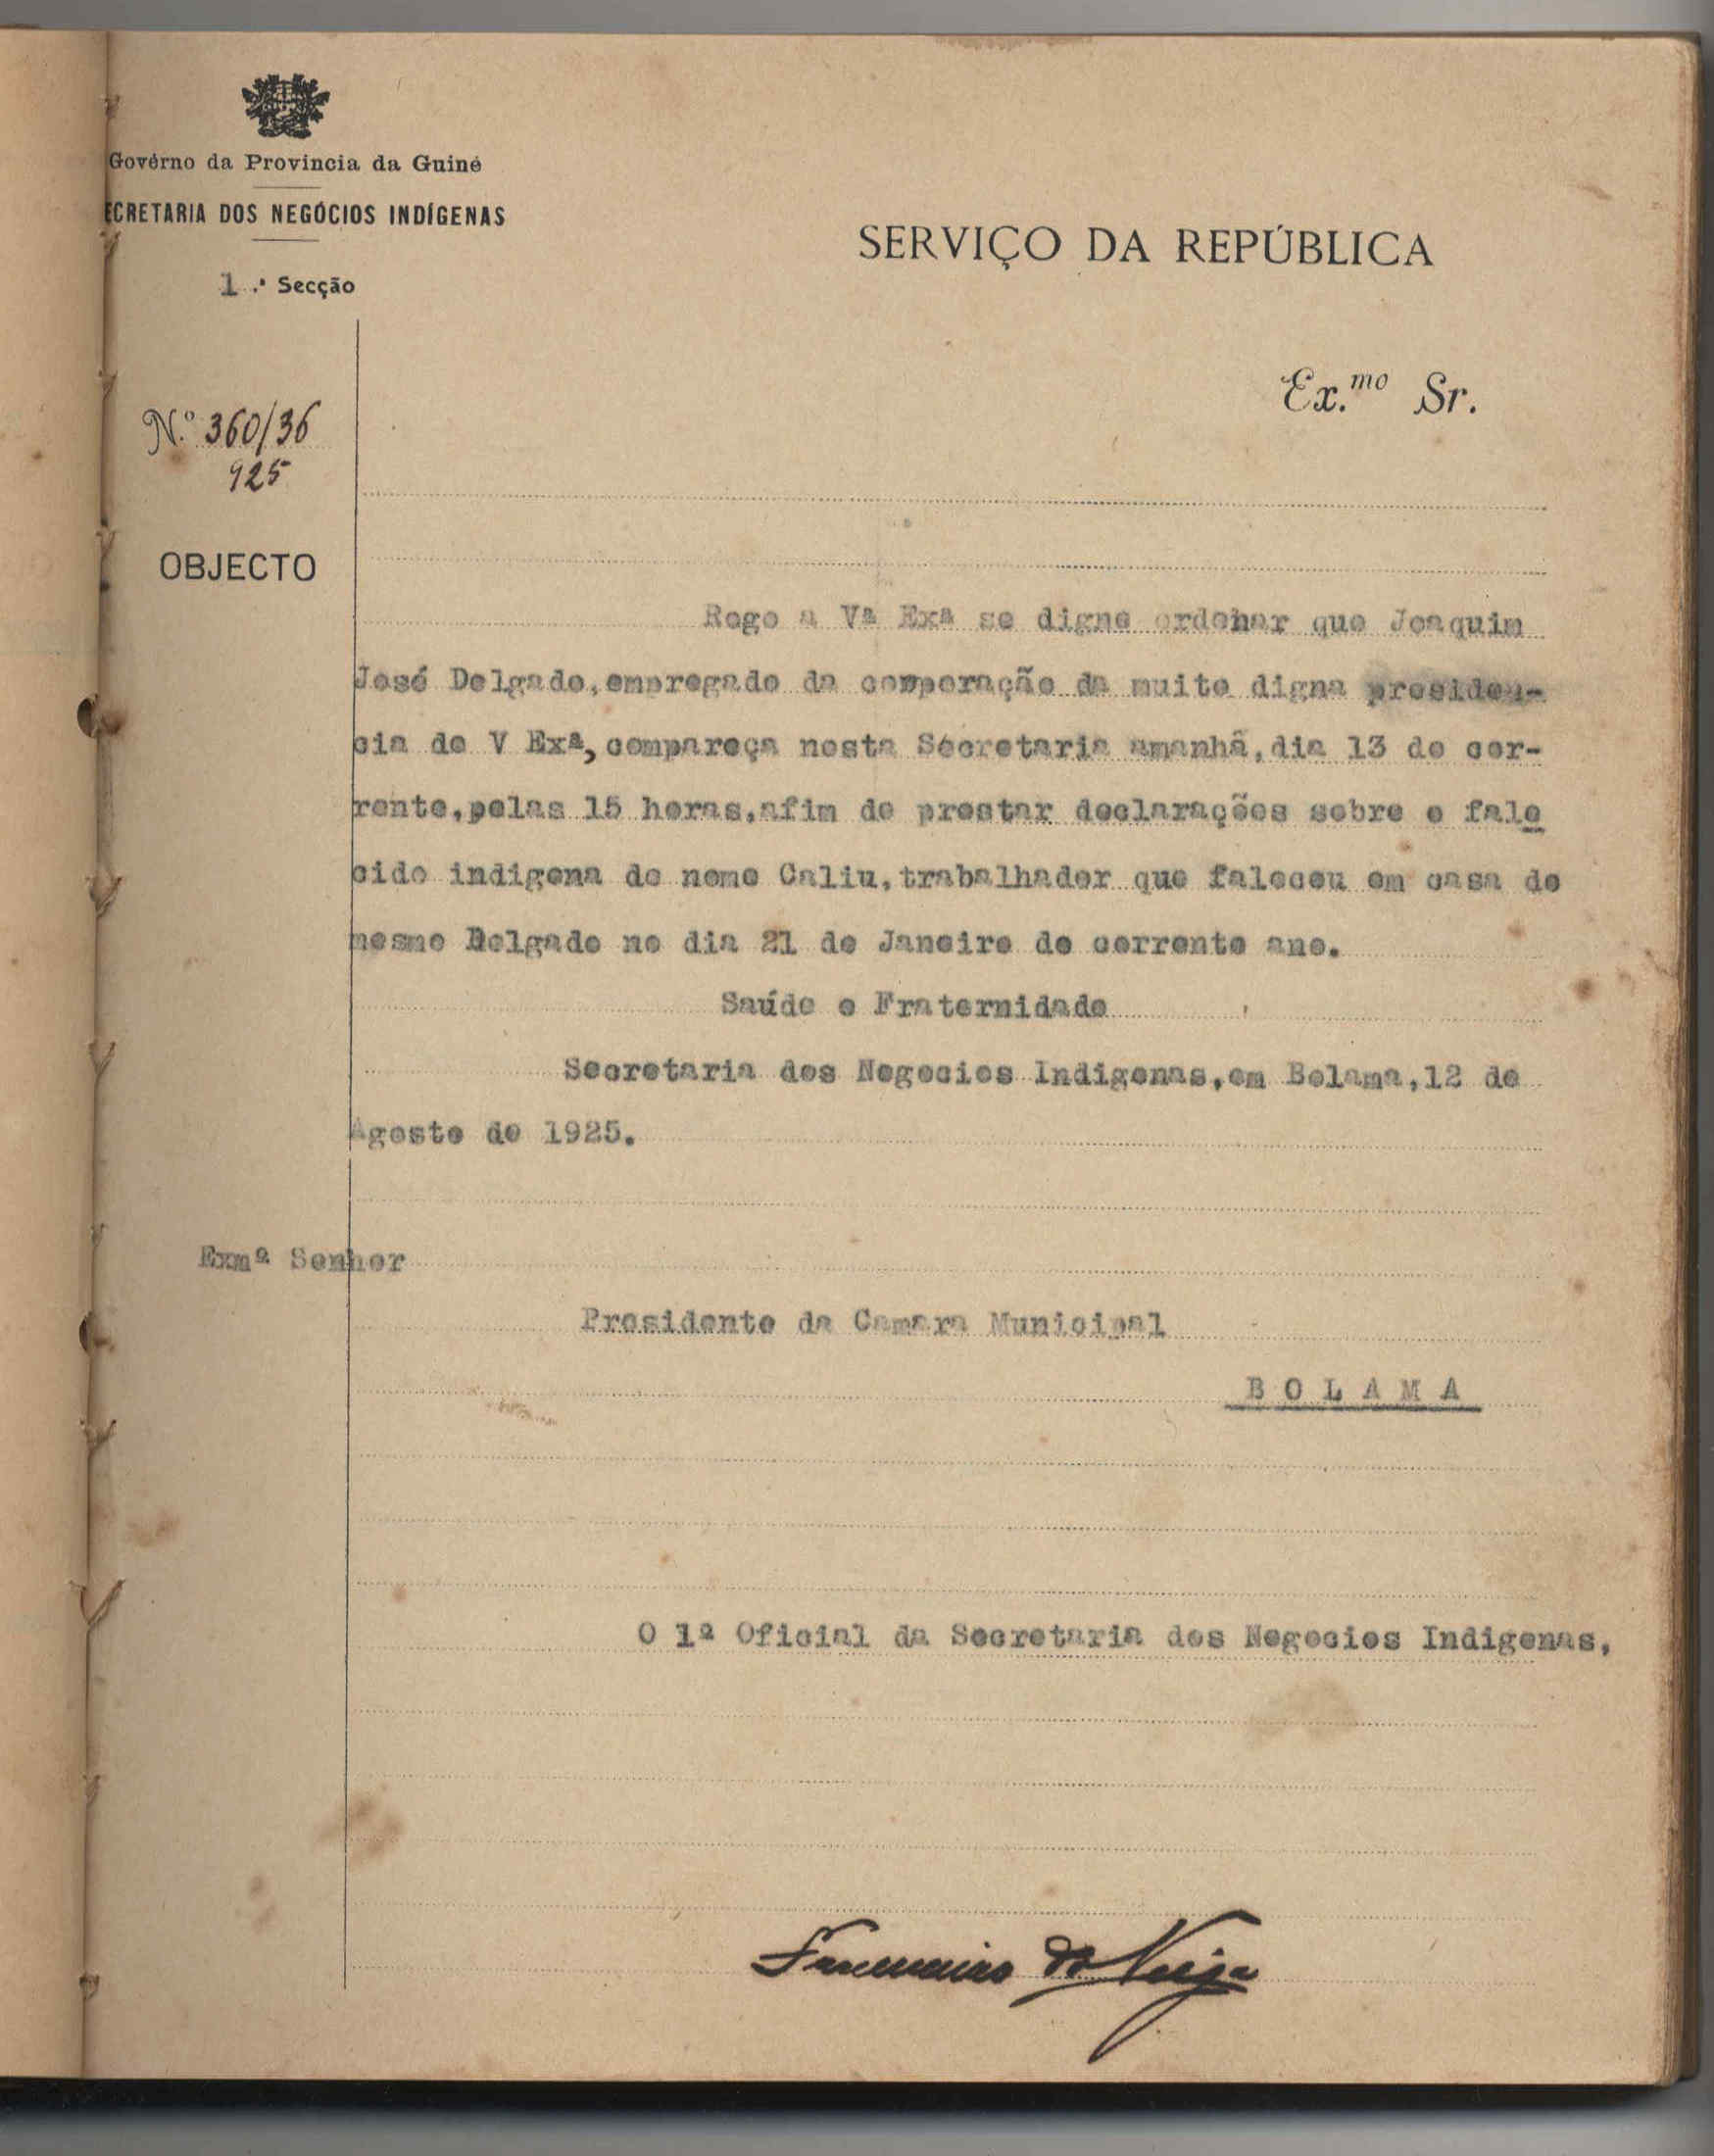 Govêrno da Provincia da Guiné
ECRETARIA DOS NEGÓCIOS INDÍGENAS
1.ª Secção
SERVIÇO DA REPÚBLICA
Ex.mo Sr.
N.º 360/36
925
OBJECTO
Rogo a Vª Exª se digne ordenar que Joaquim
José Delgado, empregado da corporação da muito digna presiden-
cia de V Exª, compareça nesta Secretaria amanhã, dia 13 do cor-
rente, pelas 15 horas, afim de prestar declarações sobre o fale
cido indigena de nome Caliu, trabalhador que faleceu em casa do
mesmo Delgado no dia 21 de Janeiro do corrente ano.
Saúde e Fraternidade
Secretaria dos Negocios Indigenas, em Bolama, 12 de
Agosto de 1925.
Exmº Senhor
Presidente da Camara Municipal
BOLAMA
O 1º Oficial da Secretaria dos Negocios Indigenas,